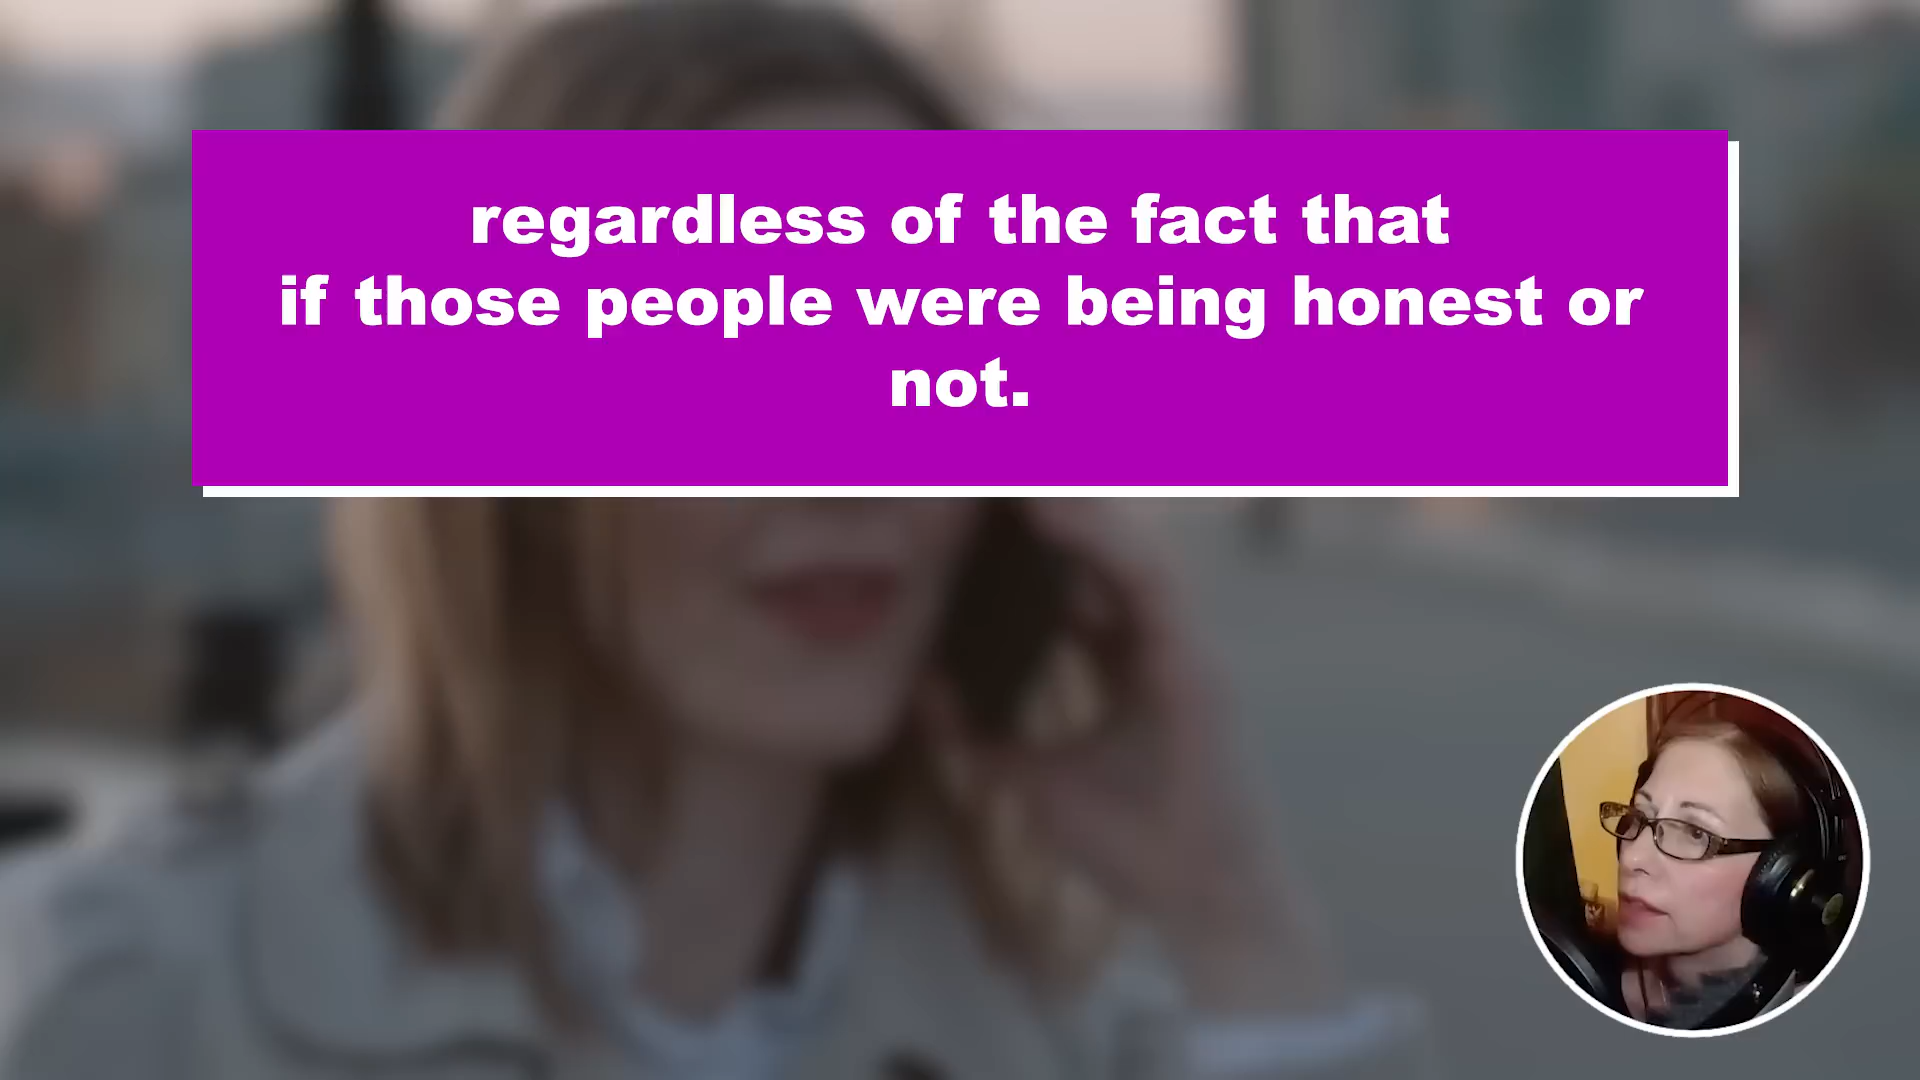 regardless of the fact that
if those people were being honest or
not.